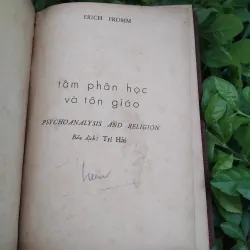 ERICH FROMM
tâm phân học
và tôn giáo
PSYCHOANALYSIS AND RELIGION
Bản dịch: Trí Hải